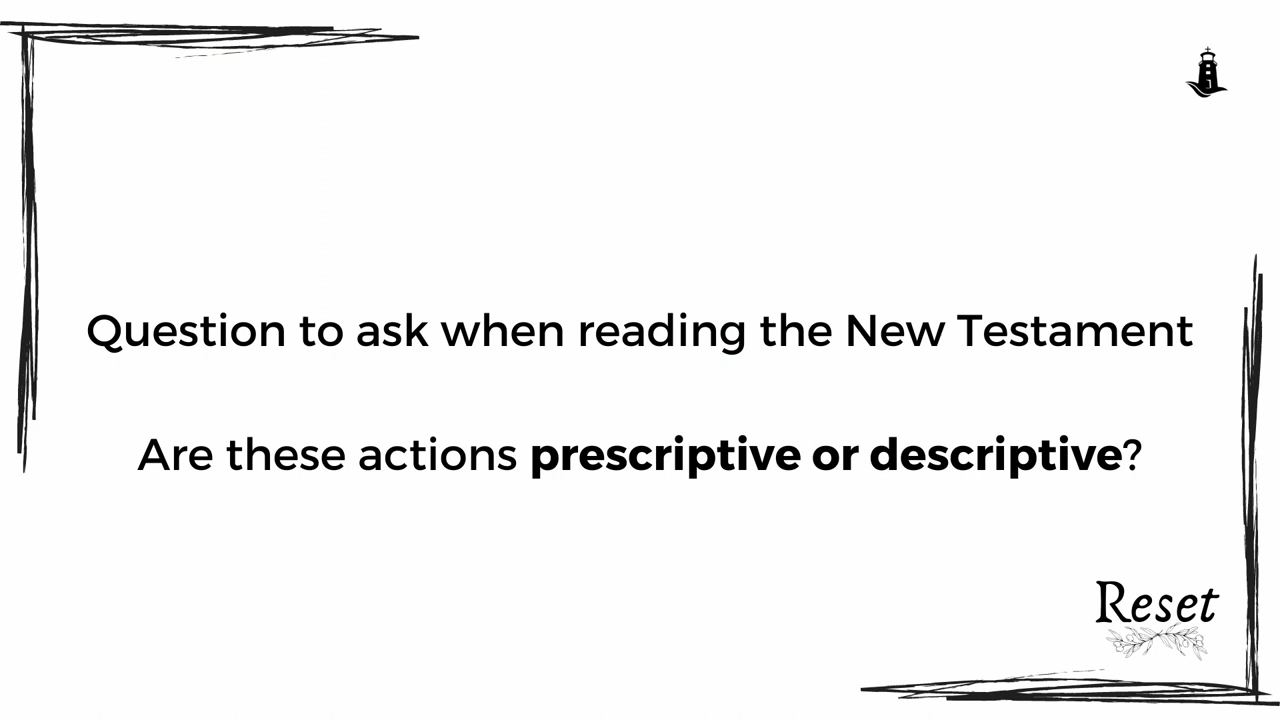 Question to ask when reading the New Testament
Are these actions prescriptive or descriptive?
Reset